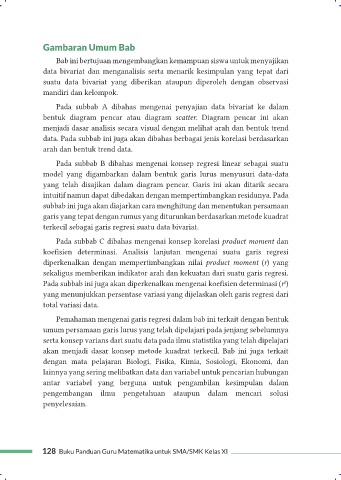 Gambaran Umum Bab
Bab ini bertujuan mengembangkan kemampuan siswa untuk menyajikan
data bivariat dan menganalisis serta menarik kesimpulan yang tepat dari
suatu data bivariat yang diberikan ataupun diperoleh dengan observasi
mandiri dan kelompok.
Pada subbab A dibahas mengenai penyajian data bivariat ke dalam
bentuk diagram pencar atau diagram scatter. Diagram pencar ini akan
menjadi dasar analisis secara visual dengan melihat arah dan bentuk trend
data. Pada subbab ini juga akan dibahas berbagai jenis korelasi berdasarkan
arah dan bentuk trend data.
Pada subbab B dibahas mengenai konsep regresi linear sebagai suatu
model yang digambarkan dalam bentuk garis lurus menyusuri data-data
yang telah disajikan dalam diagram pencar. Garis ini akan ditarik secara
intuitif namun dapat dibedakan dengan mempertimbangkan residunya. Pada
subbab ini juga akan diajarkan cara menghitung dan menentukan persamaan
garis yang tepat dengan rumus yang diturunkan berdasarkan metode kuadrat
terkecil sebagai garis regresi suatu data bivariat.
Pada subbab C dibahas mengenai konsep korelasi product moment dan
koefisien determinasi. Analisis lanjutan mengenai suatu garis regresi
diperkenalkan dengan mempertimbangkan nilai product moment (r) yang
sekaligus memberikan indikator arah dan kekuatan dari suatu garis regresi.
Pada subbab ini juga akan diperkenalkan mengenai koefisien determinasi (r²)
yang menunjukkan persentase variasi yang dijelaskan oleh garis regresi dari
total variasi data.
Pemahaman mengenai garis regresi dalam bab ini terkait dengan bentuk
umum persamaan garis lurus yang telah dipelajari pada jenjang sebelumnya
serta konsep varians dari suatu data pada ilmu statistika yang telah dipelajari
akan menjadi dasar konsep metode kuadrat terkecil. Bab ini juga terkait
dengan mata pelajaran Biologi, Fisika, Kimia, Sosiologi, Ekonomi, dan
lainnya yang sering melibatkan data dan variabel untuk pencarian hubungan
antar variabel yang berguna untuk pengambilan kesimpulan dalam
pengembangan ilmu pengetahuan ataupun dalam mencari solusi
penyelesaian.
128 Buku Panduan Guru Matematika untuk SMA/SMK Kelas XI